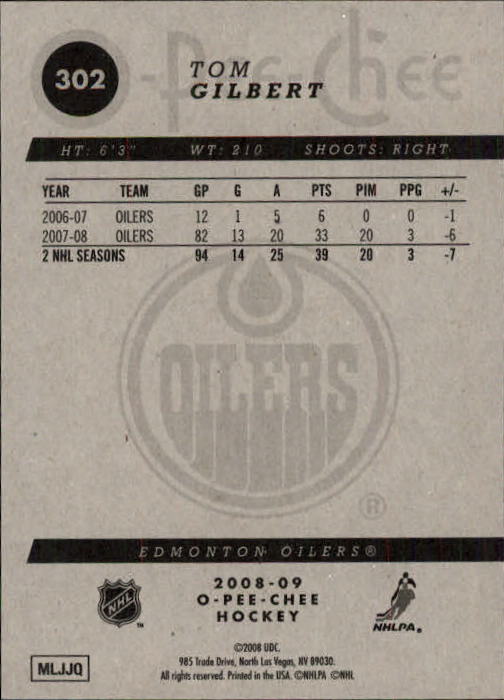 O-Pee-Chee
302
TOM
GILBERT
HT: 6'3" WT: 210 SHOOTS: RIGHT
YEAR TEAM GP G A PTS PIM PPG +/-
2006-07 OILERS 12 1 5 6 0 0 -1
2007-08 OILERS 82 13 20 33 20 3 -6
2 NHL SEASONS 94 14 25 39 20 3 -7
OILERS
®
EDMONTON OILERS®
2008-09
O-PEE-CHEE
HOCKEY
NHL
™
NHLPA®
©2008 UDC.
985 Trade Drive, North Las Vegas, NV 89030.
All rights reserved. Printed in the USA. ©NHLPA ©NHL
MLJJQ